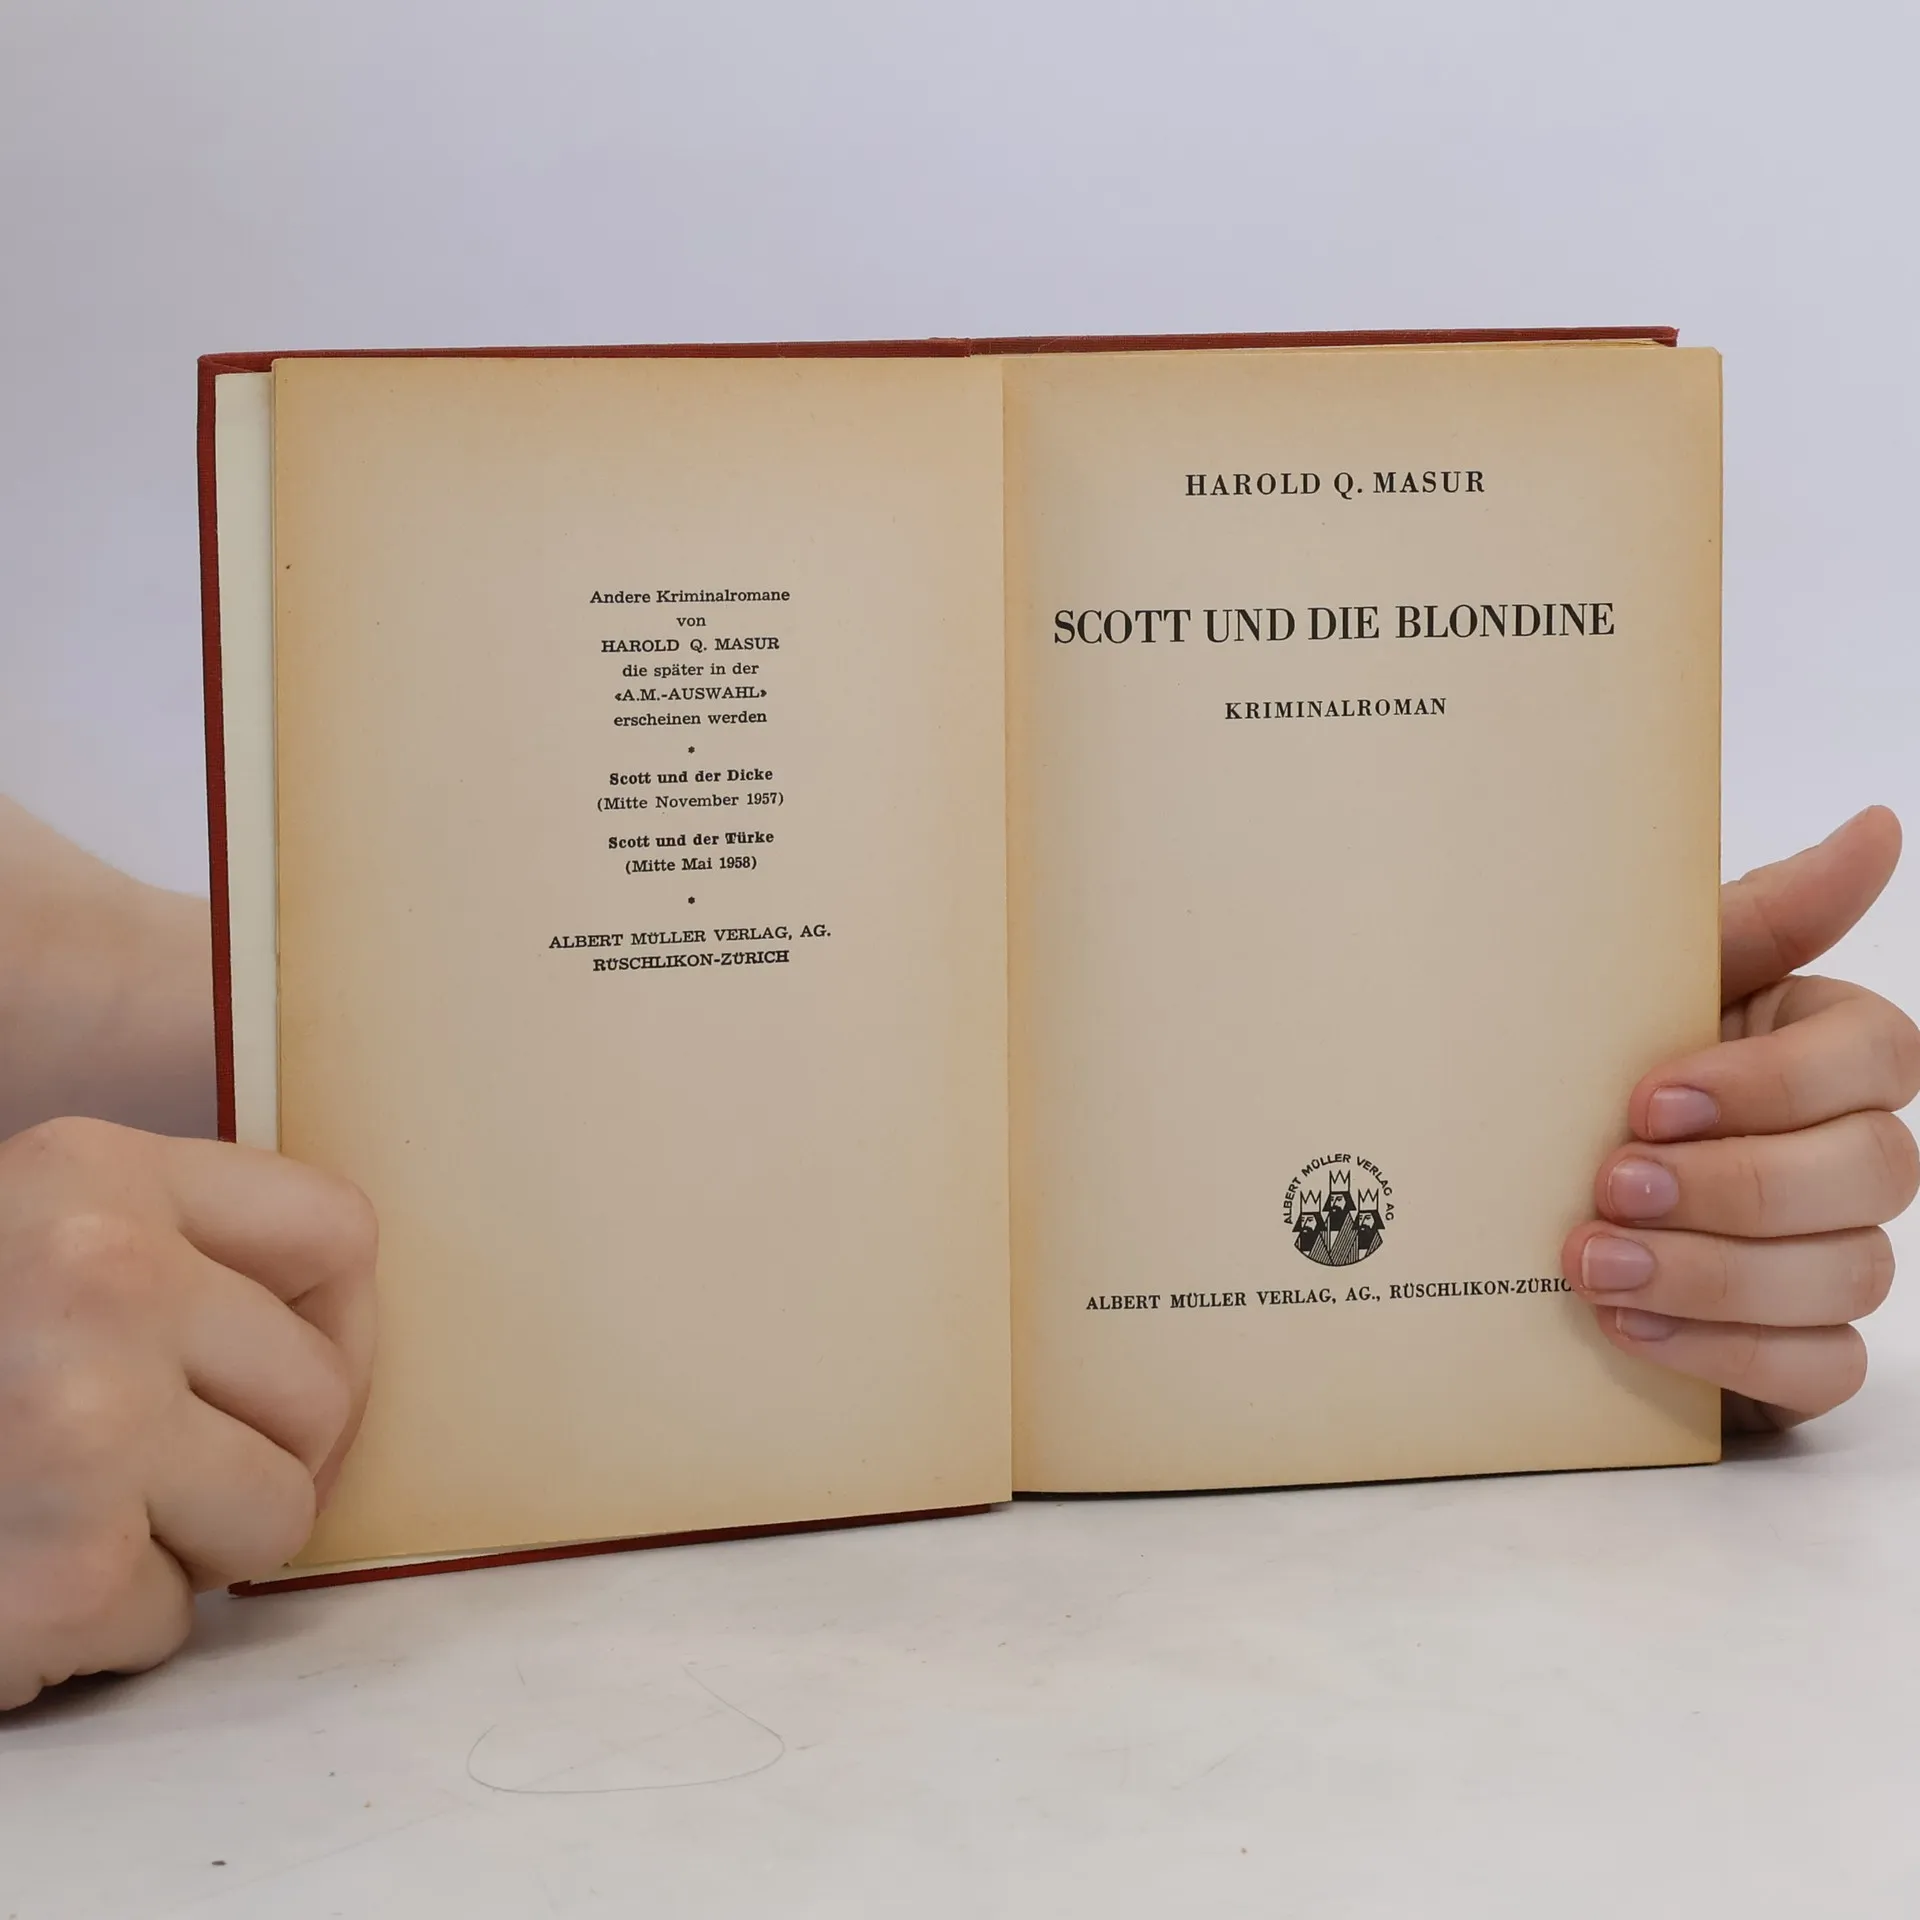 Andere Kriminalromane
von
HAROLD Q. MASUR
die später in der
«A.M.-AUSWAHL»
erscheinen werden
*
Scott und der Dicke
(Mitte November 1957)
Scott und der Türke
(Mitte Mai 1958)
*
ALBERT MÜLLER VERLAG, AG.
RÜSCHLIKON-ZÜRICH
HAROLD Q. MASUR
SCOTT UND DIE BLONDINE
KRIMINALROMAN
ALBERT MÜLLER VERLAG AG
ALBERT MÜLLER VERLAG, AG., RÜSCHLIKON-ZÜRIC